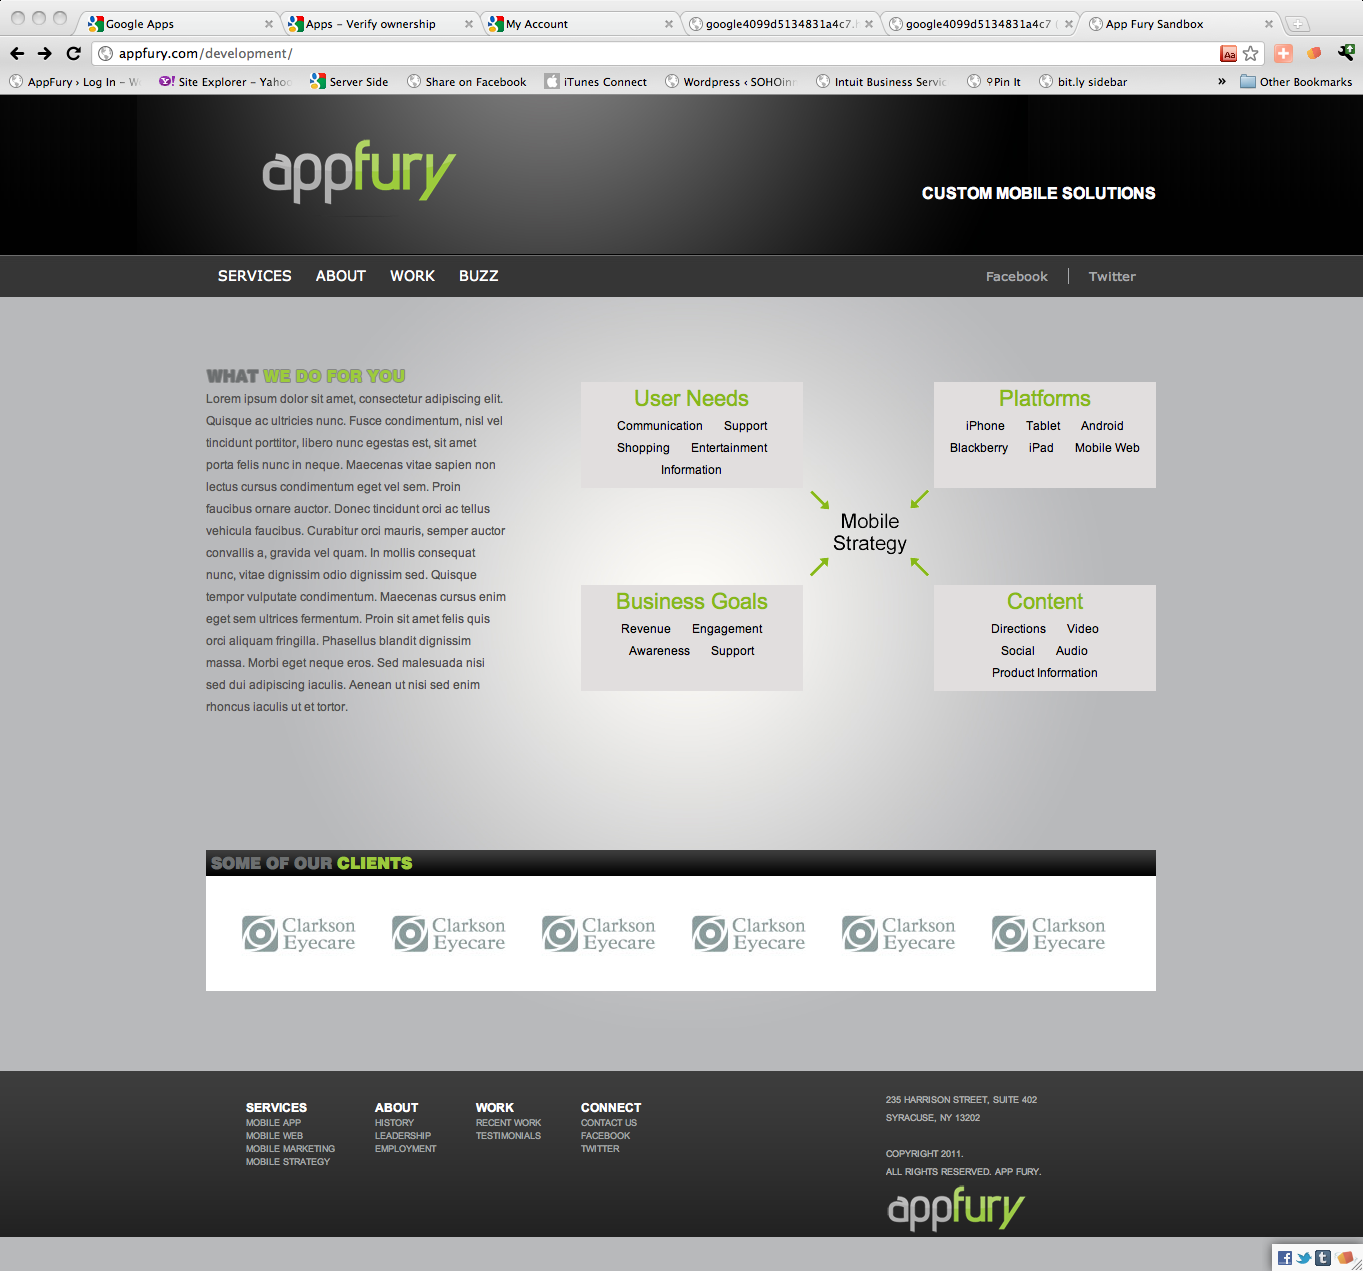 Google Apps
Apps – Verify ownership
My Account
google4099d5134831a4c7.h
google4099d5134831a4c7 (
App Fury Sandbox
appfury.com/development/
Aa
AppFury › Log In – W
Site Explorer – Yahoo
Server Side
Share on Facebook
iTunes Connect
Wordpress ‹ SOHOinn
Intuit Business Servic
Pin It
bit.ly sidebar
»
Other Bookmarks
appfury
CUSTOM MOBILE SOLUTIONS
SERVICES ABOUT WORK BUZZ
Facebook | Twitter
WHAT WE DO FOR YOU
Lorem ipsum dolor sit amet, consectetur adipiscing elit.
Quisque ac ultricies nunc. Fusce condimentum, nisl vel
tincidunt porttitor, libero nunc egestas est, sit amet
porta felis nunc in neque. Maecenas vitae sapien non
lectus cursus condimentum eget vel sem. Proin
faucibus ornare auctor. Donec tincidunt orci ac tellus
vehicula faucibus. Curabitur orci mauris, semper auctor
convallis a, gravida vel quam. In mollis consequat
nunc, vitae dignissim odio dignissim sed. Quisque
tempor vulputate condimentum. Maecenas cursus enim
eget sem ultrices fermentum. Proin sit amet felis quis
orci aliquam fringilla. Phasellus blandit dignissim
massa. Morbi eget neque eros. Sed malesuada nisi
sed dui adipiscing iaculis. Aenean ut nisi sed enim
rhoncus iaculis ut et tortor.
User Needs
Communication Support
Shopping Entertainment
Information
Platforms
iPhone Tablet Android
Blackberry iPad Mobile Web
Mobile
Strategy
Business Goals
Revenue Engagement
Awareness Support
Content
Directions Video
Social Audio
Product Information
SOME OF OUR CLIENTS
Clarkson
Eyecare
Clarkson
Eyecare
Clarkson
Eyecare
Clarkson
Eyecare
Clarkson
Eyecare
Clarkson
Eyecare
SERVICES
MOBILE APP
MOBILE WEB
MOBILE MARKETING
MOBILE STRATEGY
ABOUT
HISTORY
LEADERSHIP
EMPLOYMENT
WORK
RECENT WORK
TESTIMONIALS
CONNECT
CONTACT US
FACEBOOK
TWITTER
235 HARRISON STREET, SUITE 402
SYRACUSE, NY 13202
COPYRIGHT 2011.
ALL RIGHTS RESERVED. APP FURY.
appfury